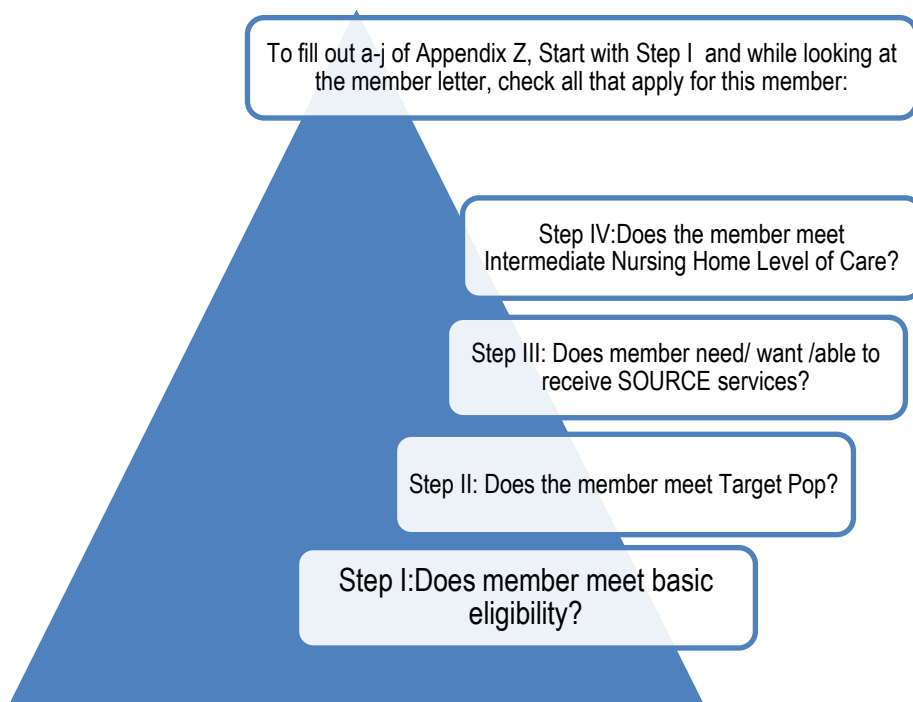 To fill out a-j of Appendix Z, Start with Step I and while looking at
the member letter, check all that apply for this member:
Step IV:Does the member meet
Intermediate Nursing Home Level of Care?
Step III: Does member need/ want /able to
receive SOURCE services?
Step II: Does the member meet Target Pop?
Step I:Does member meet basic
eligibility?